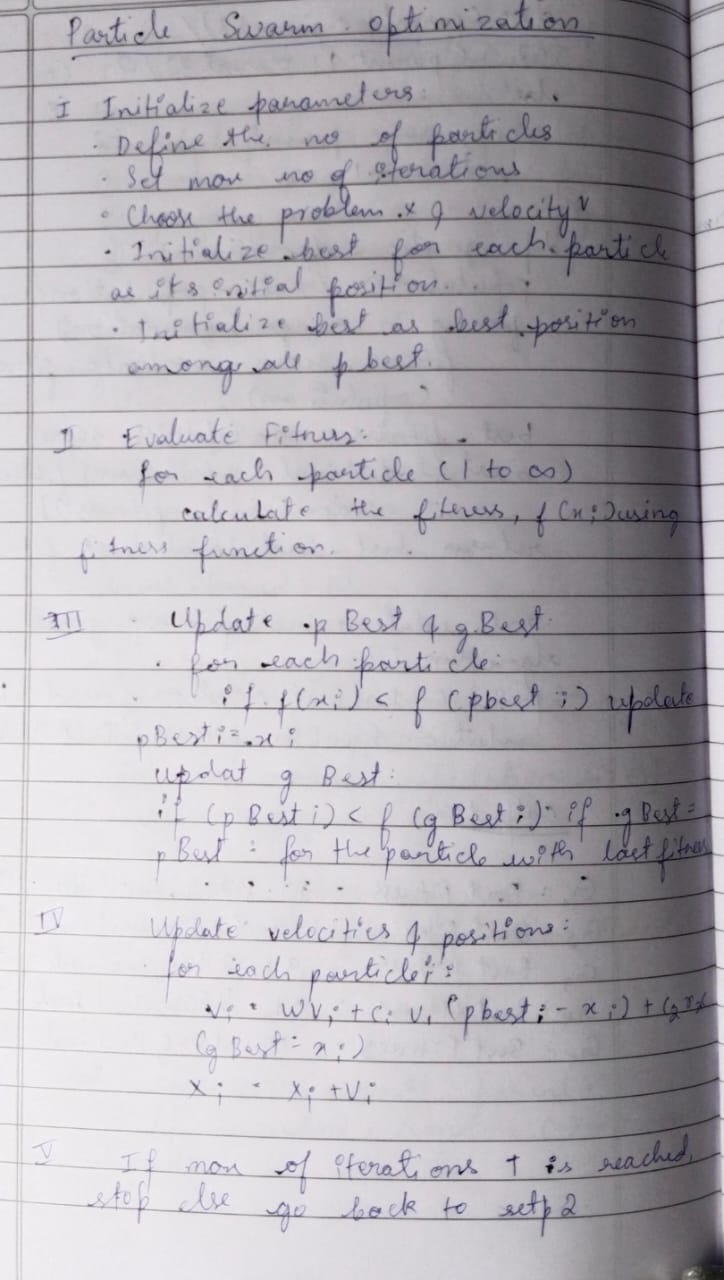 Particle Swarm Optimization
I Initialize parameters:
· Define the no of particles
· Set max no of iterations
· Choose the problem x & velocity v
· Initialize best for each particle
as its initial position.
· Initialize best as best position
among all p best.
II Evaluate Fitness:
for each particle (1 to ∞)
calculate the fitness, f(xi) using
fitness function.
III Update p Best & g Best
· for each particle
if f(xi) < f (pbest i) update
pBest i = xi
updat g Best:
if (p Best i) < f (g Best i) if g Best =
p Best : for the particle with last fitness
IV Update velocities & positions:
for each particle i:
vi = wvi + ci v1 (pbest i - xi) + c2 r2
(g Best - xi)
xi = xi + vi
V If max of iterations t is reached,
stop else go back to setp 2